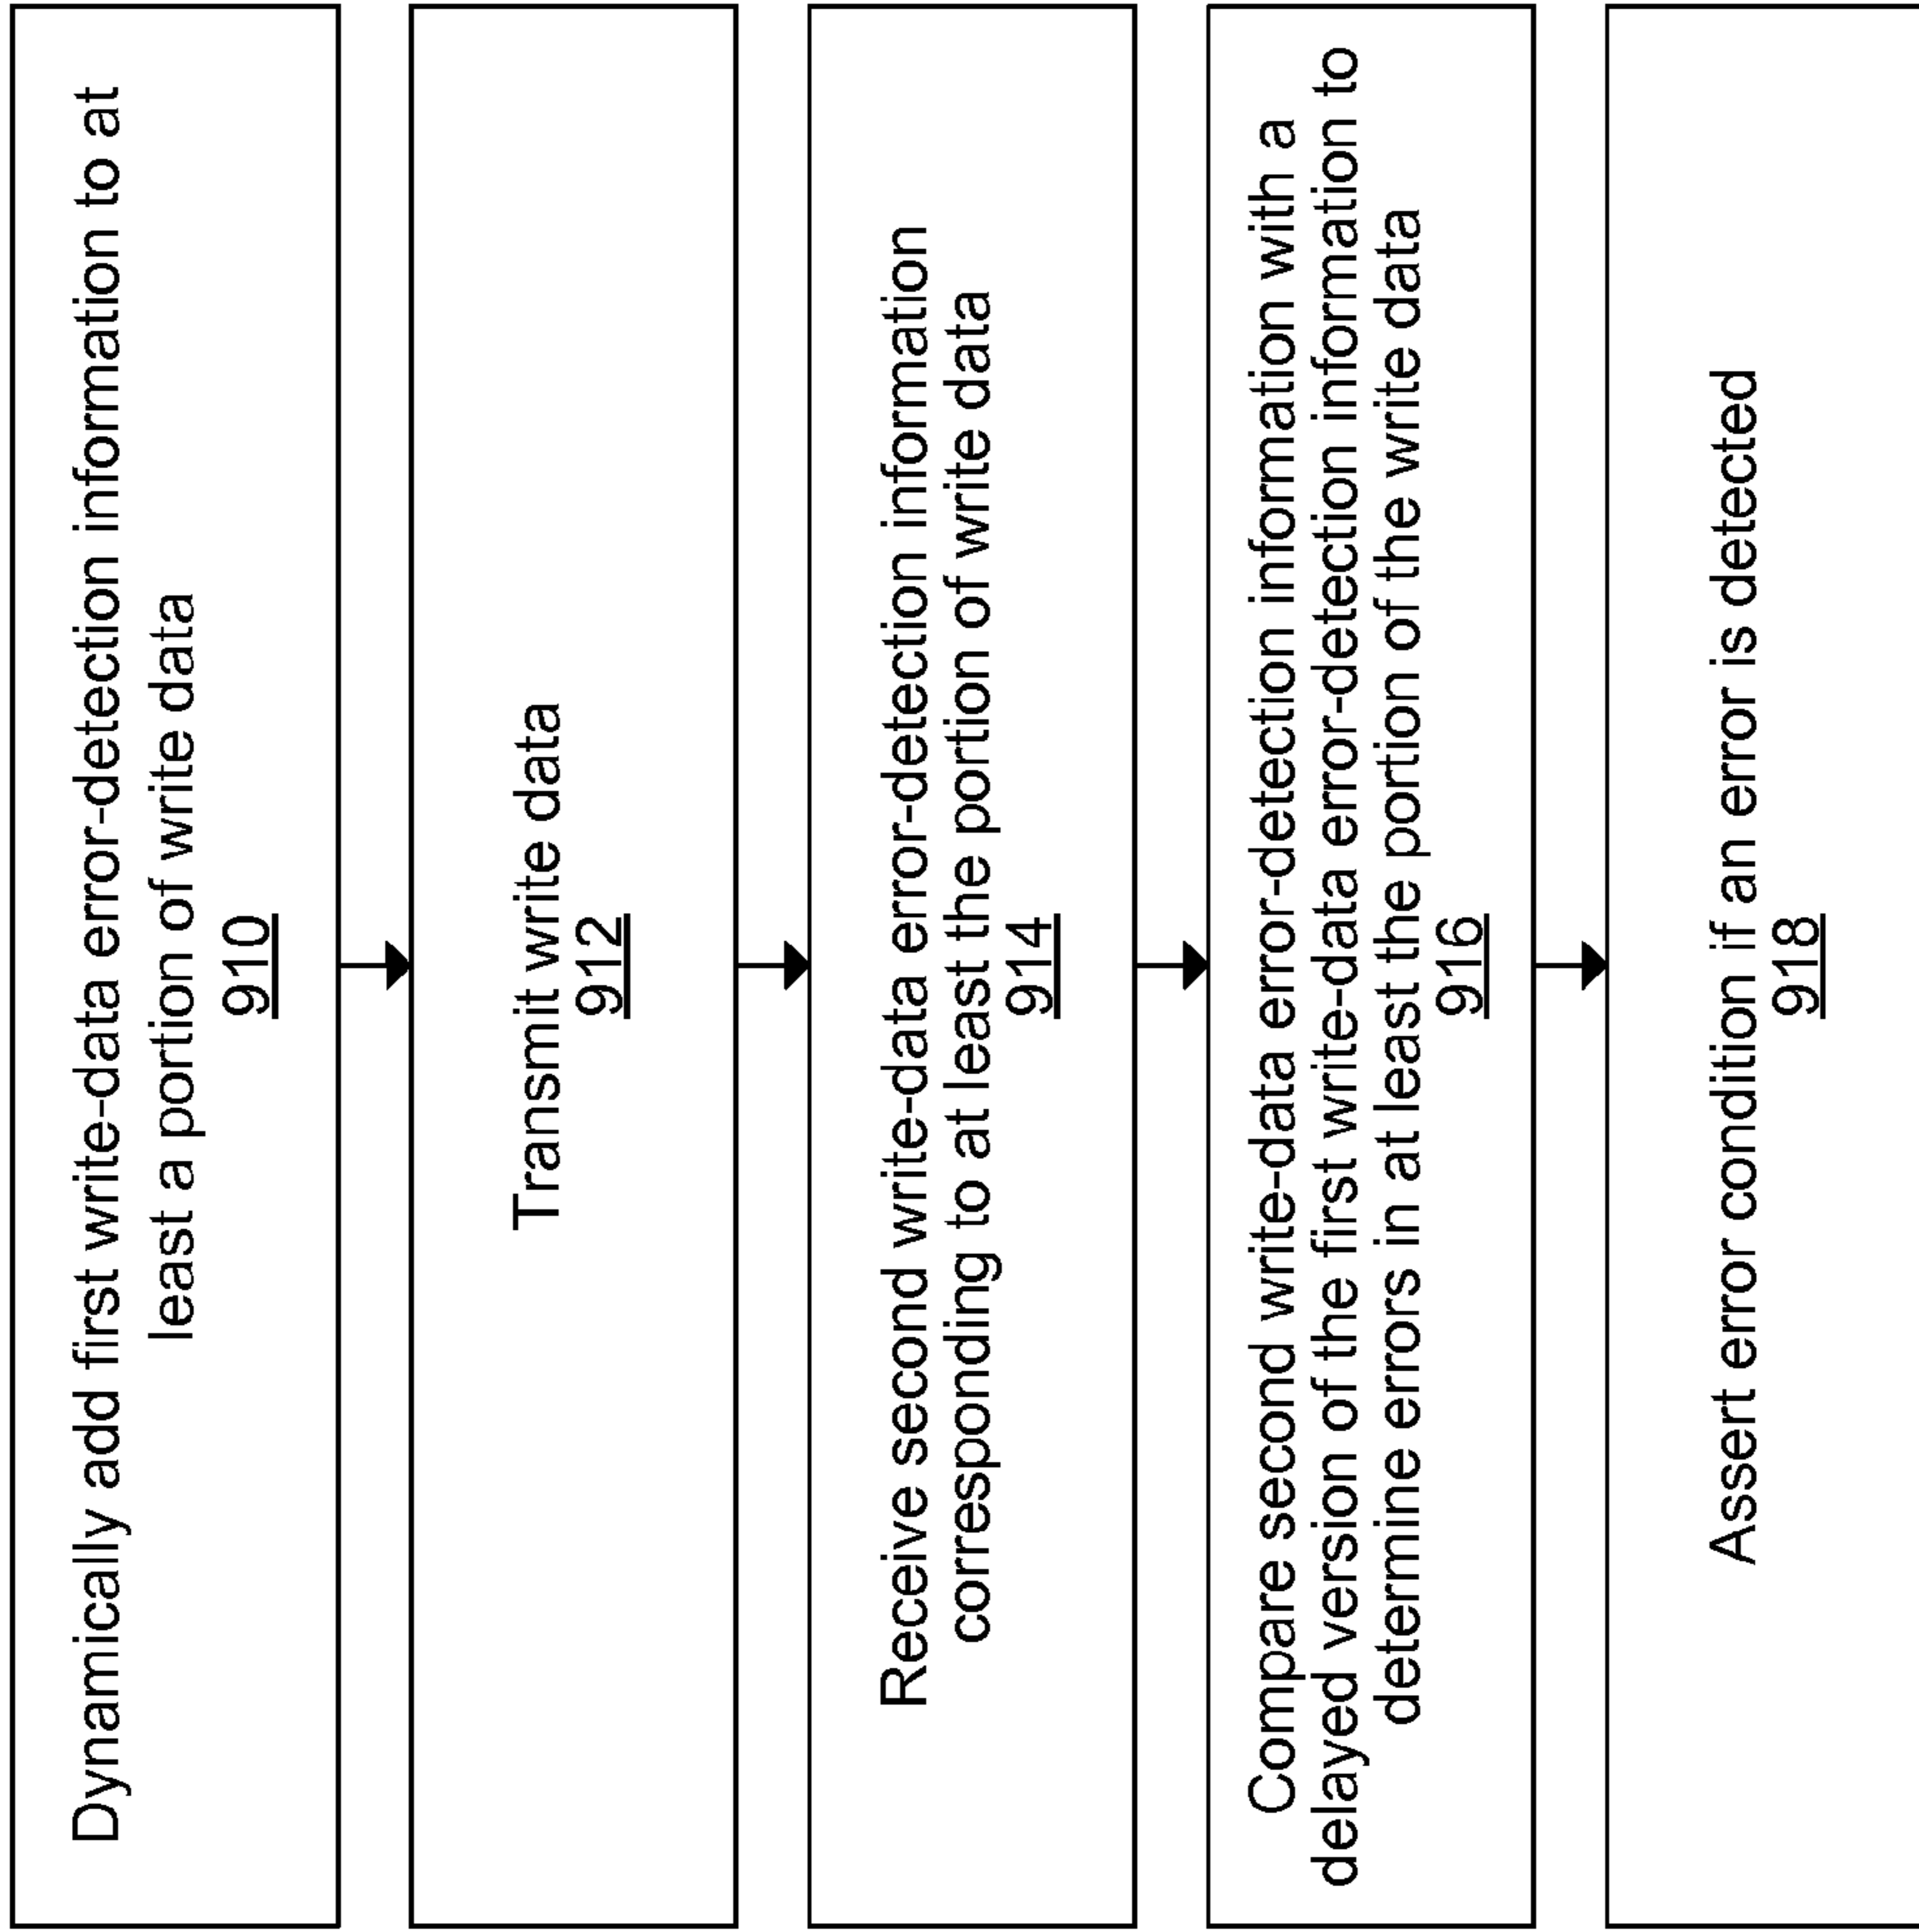 Dynamically add first write-data error-detection information to at
least a portion of write data
910
Transmit write data
912
Receive second write-data error-detection information
corresponding to at least the portion of write data
914
Compare second write-data error-detection information with a
delayed version of the first write-data error-detection information to
determine errors in at least the portion of the write data
916
Assert error condition if an error is detected
918